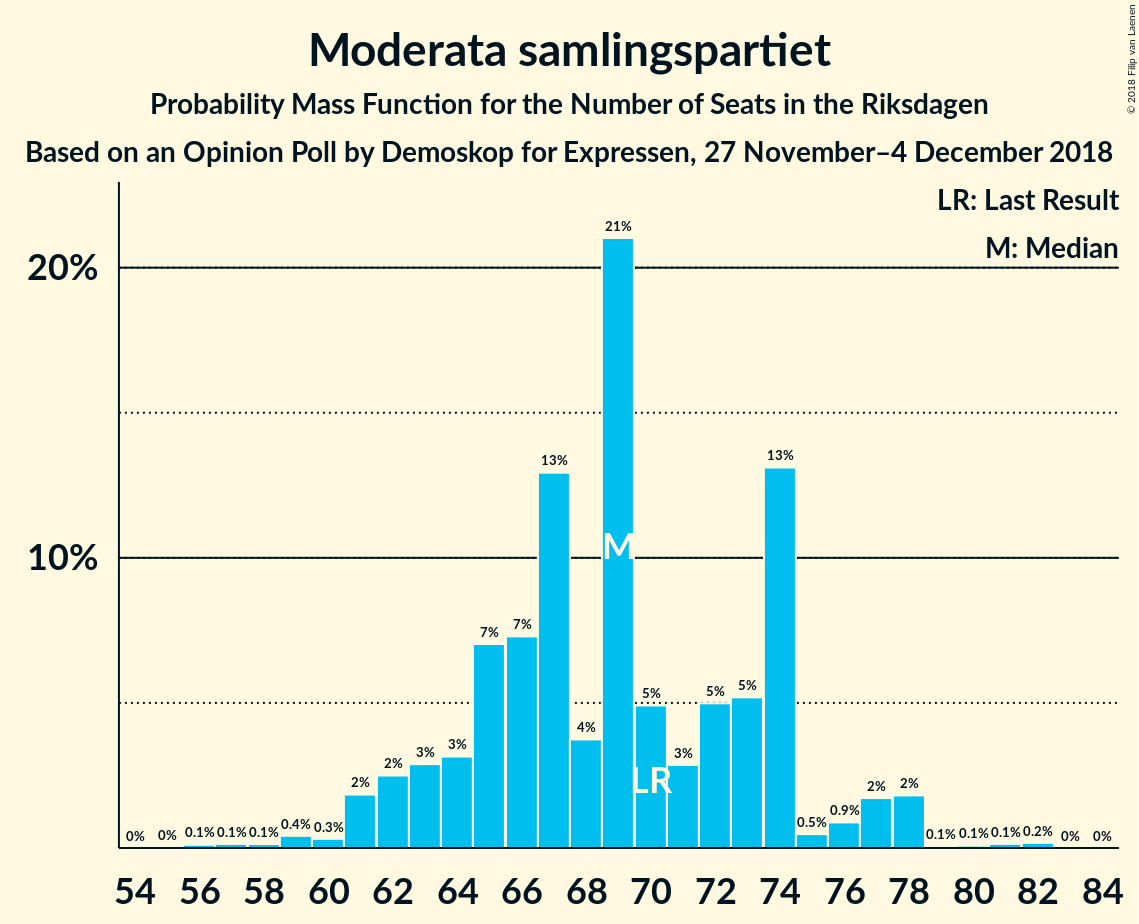 Moderata samlingspartiet
Probability Mass Function for the Number of Seats in the Riksdagen
Based on an Opinion Poll by Demoskop for Expressen, 27 November–4 December 2018
© 2018 Filip van Laenen
LR: Last Result
M: Median
20%
10%
0% 0% 0.1% 0.1% 0.1% 0.4% 0.3% 2% 2% 3% 3% 7% 7% 13% 4% 21% 5% 3% 5% 5% 13% 0.5% 0.9% 2% 2% 0.1% 0.1% 0.1% 0.2% 0% 0%
M
LR
54 56 58 60 62 64 66 68 70 72 74 76 78 80 82 84